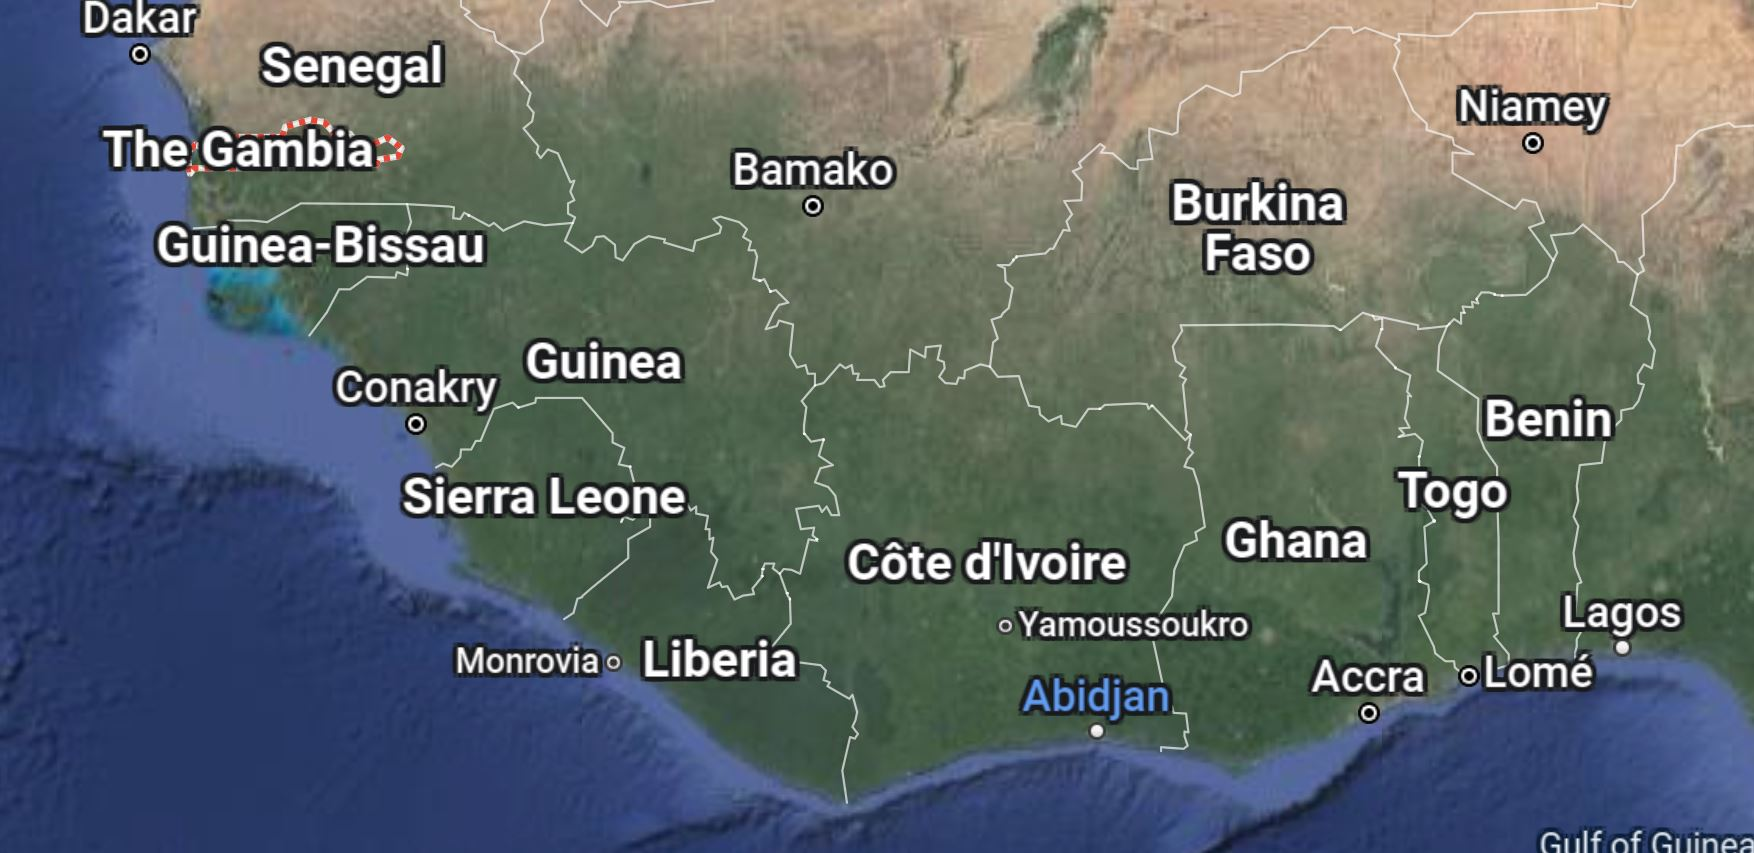 Dakar
Senegal
The Gambia
Niamey
Bamako
Burkina
Faso
Guinea-Bissau
Guinea
Conakry
Benin
Sierra Leone
Togo
Ghana
Côte d'Ivoire
Yamoussoukro
Lagos
Monrovia
Liberia
Abidjan
Accra
Lomé
Gulf of Guinea